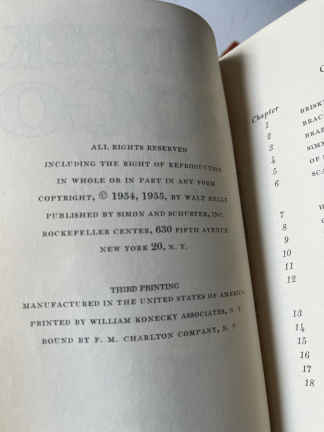 ALL RIGHTS RESERVED
INCLUDING THE RIGHT OF REPRODUCTION
IN WHOLE OR IN PART IN ANY FORM
COPYRIGHT, © 1954, 1955, BY WALT KELLY
PUBLISHED BY SIMON AND SCHUSTER, INC.
ROCKEFELLER CENTER, 630 FIFTH AVENUE
NEW YORK 20, N. Y.
THIRD PRINTING
MANUFACTURED IN THE UNITED STATES OF AMERICA
PRINTED BY WILLIAM KONECKY ASSOCIATES, N. Y.
BOUND BY F. M. CHARLTON COMPANY, N. Y.
Chapter
1 BRISK
2 BRAC
3
4
5 OF
6
7
8
9
10
11
12
13
14
15
16
17
18